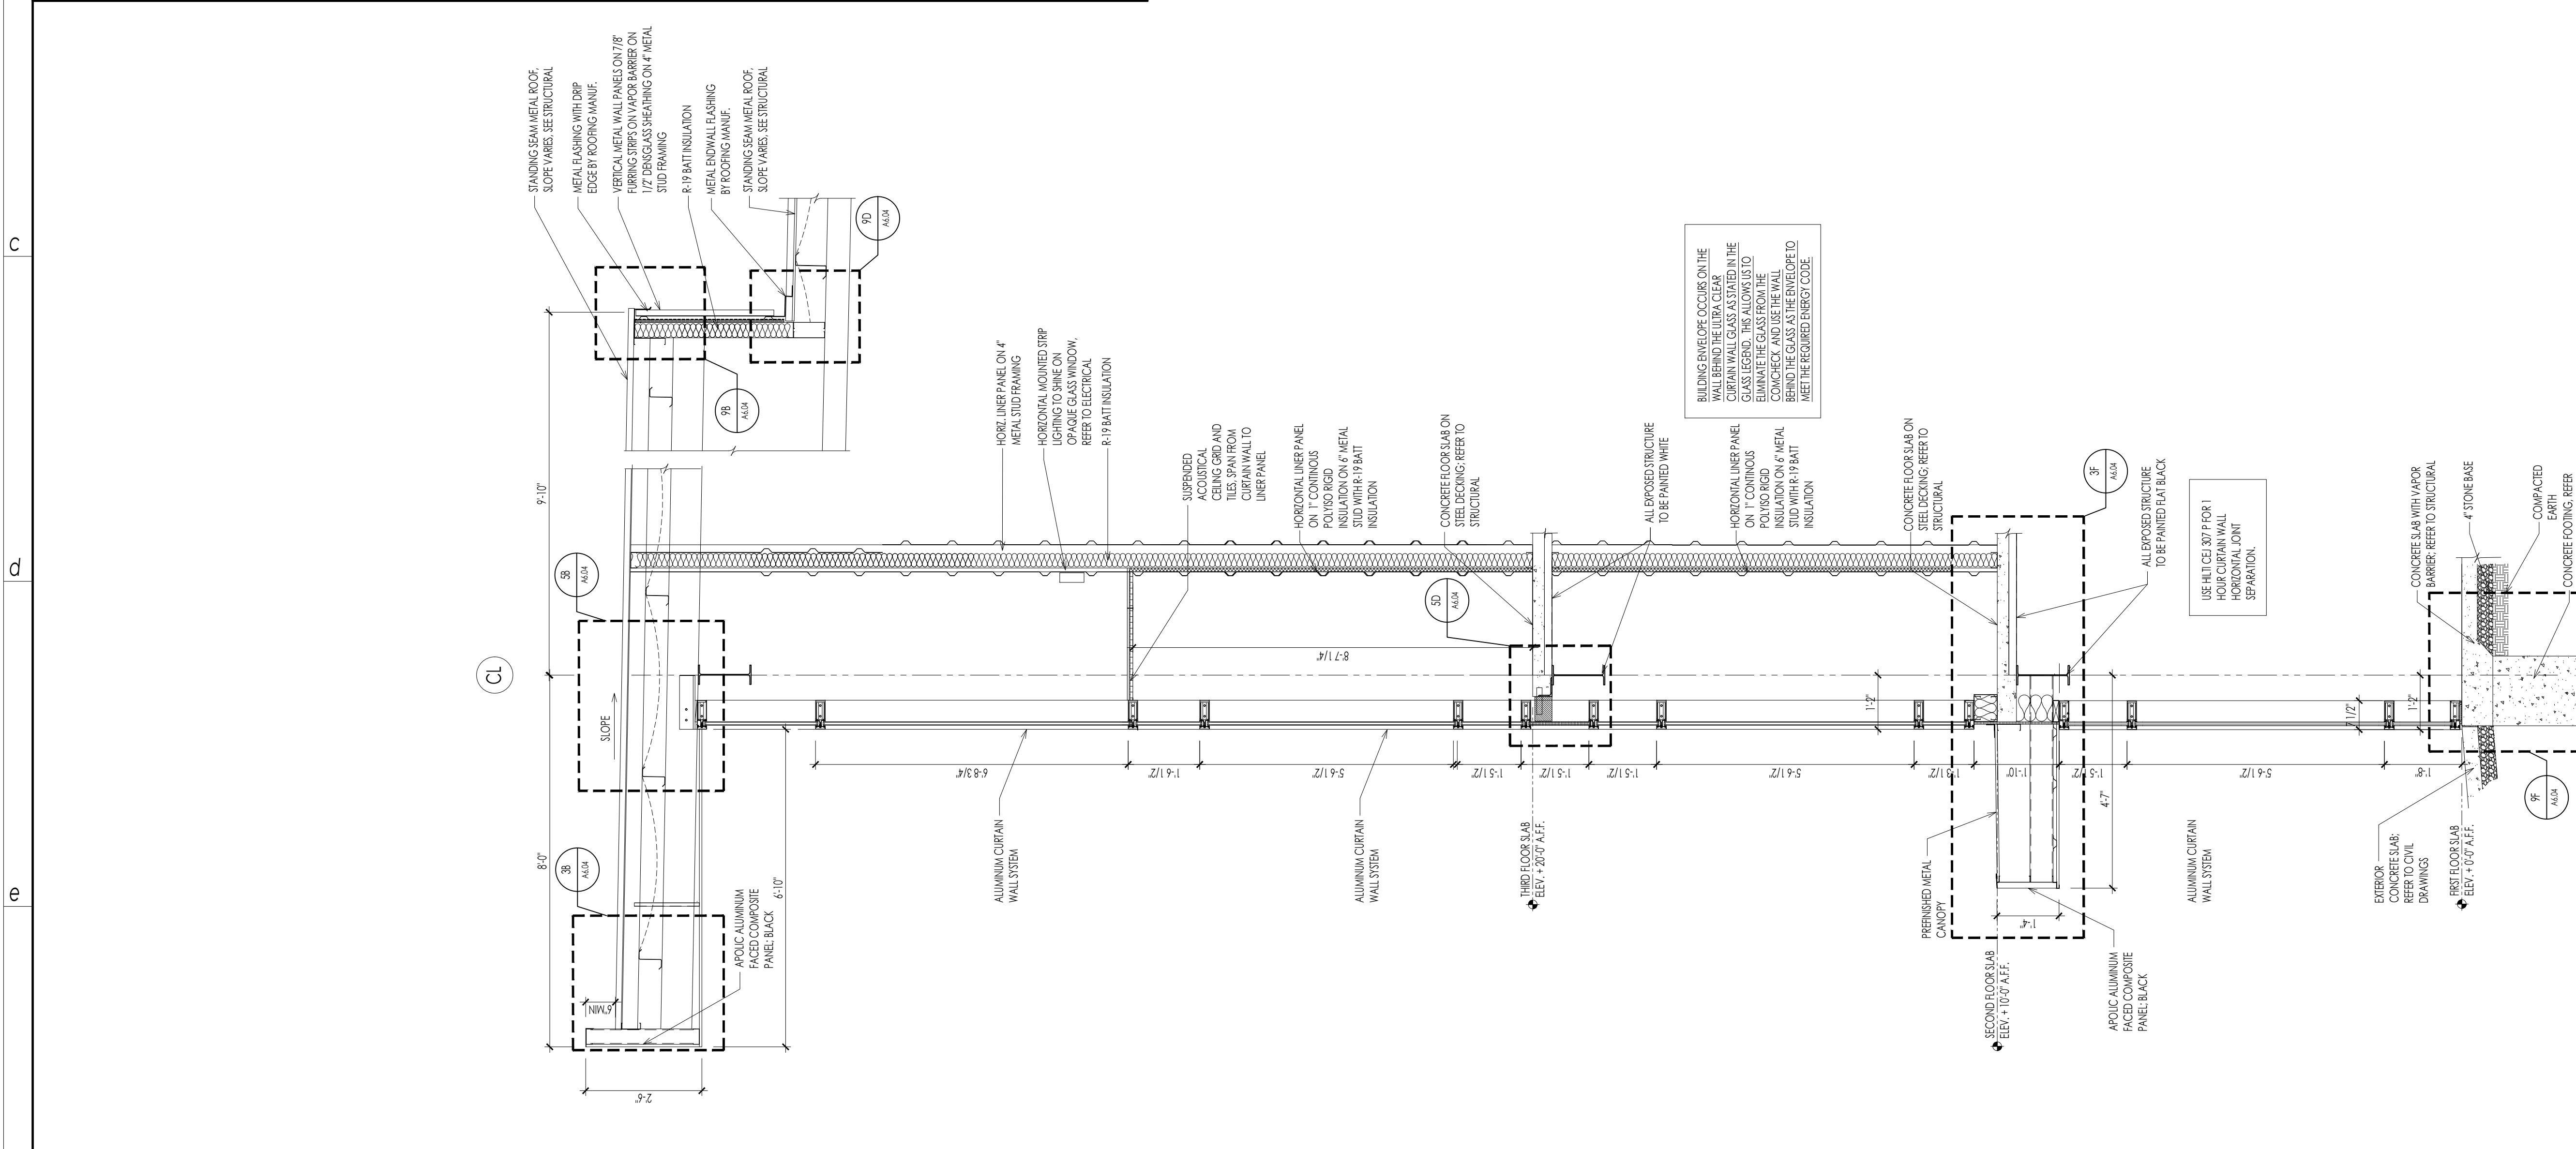 C
d
e
STANDING SEAM METAL ROOF,
SLOPE VARIES, SEE STRUCTURAL
METAL FLASHING WITH DRIP
EDGE BY ROOFING MANUF.
VERTICAL METAL WALL PANELS ON 7/8"
FURRING STRIPS ON VAPOR BARRIER ON
1/2" DENSGLASS SHEATHING ON 4" METAL
STUD FRAMING
R-19 BATT INSULATION
METAL ENDWALL FLASHING
BY ROOFING MANUF.
STANDING SEAM METAL ROOF,
SLOPE VARIES, SEE STRUCTURAL
9D
A6.04
9B
A6.04
9'-10"
5B
A6.04
CL
SLOPE
8'-0"
3B
A6.04
6'-10"
APOLIC ALUMINUM
FACED COMPOSITE
PANEL; BLACK
6" MIN
2'-6"
HORIZ. LINER PANEL ON 4"
METAL STUD FRAMING
HORIZONTAL MOUNTED STRIP
LIGHTING TO SHINE ON
OPAQUE GLASS WINDOW,
REFER TO ELECTRICAL
R-19 BATT INSULATION
SUSPENDED
ACOUSTICAL
CEILING GRID AND
TILES, SPAN FROM
CURTAIN WALL TO
LINER PANEL
HORIZONTAL LINER PANEL
ON 1" CONTINOUS
POLYISO RIGID
INSULATION ON 6" METAL
STUD WITH R-19 BATT
INSULATION
CONCRETE FLOOR SLAB ON
STEEL DECKING; REFER TO
STRUCTURAL
5D
A6.04
8'-7 1/4"
ALL EXPOSED STRUCTURE
TO BE PAINTED WHITE
BUILDING ENVELOPE OCCURS ON THE
WALL BEHIND THE ULTRA CLEAR
CURTAIN WALL GLASS AS STATED IN THE
GLASS LEGEND. THIS ALLOWS US TO
ELIMINATE THE GLASS FROM THE
COMCHECK AND USE THE WALL
BEHIND THE GLASS AS THE ENVELOPE TO
MEET THE REQUIRED ENERGY CODE.
HORIZONTAL LINER PANEL
ON 1" CONTINOUS
POLYISO RIGID
INSULATION ON 6" METAL
STUD WITH R-19 BATT
INSULATION
CONCRETE FLOOR SLAB ON
STEEL DECKING; REFER TO
STRUCTURAL
3F
A6.04
ALL EXPOSED STRUCTURE
TO BE PAINTED FLAT BLACK
USE HILTI CEJ 307 P FOR 1
HOUR CURTAIN WALL
HORIZONTAL JOINT
SEPARATION.
CONCRETE SLAB WITH VAPOR
BARRIER, REFER TO STRUCTURAL
4" STONE BASE
COMPACTED
EARTH
CONCRETE FOOTING, REFER
6'-8 3/4"
1'-6 1/2"
5'-6 1/2"
1'-5 1/2"
1'-5 1/2"
1'-5 1/2"
5'-6 1/2"
1'-3 1/2"
1'-10"
1'-5 1/2"
5'-6 1/2"
1'-8"
1'-2"
7 1/2"
1'-2"
4'-7"
1'-4"
ALUMINUM CURTAIN
WALL SYSTEM
ALUMINUM CURTAIN
WALL SYSTEM
THIRD FLOOR SLAB
ELEV. + 20'-0" A.F.F.
PREFINISHED METAL
CANOPY
SECOND FLOOR SLAB
ELEV. + 10'-0" A.F.F.
APOLIC ALUMINUM
FACED COMPOSITE
PANEL; BLACK
ALUMINUM CURTAIN
WALL SYSTEM
EXTERIOR
CONCRETE SLAB;
REFER TO CIVIL
DRAWINGS
FIRST FLOOR SLAB
ELEV. + 0'-0" A.F.F.
9F
A6.04